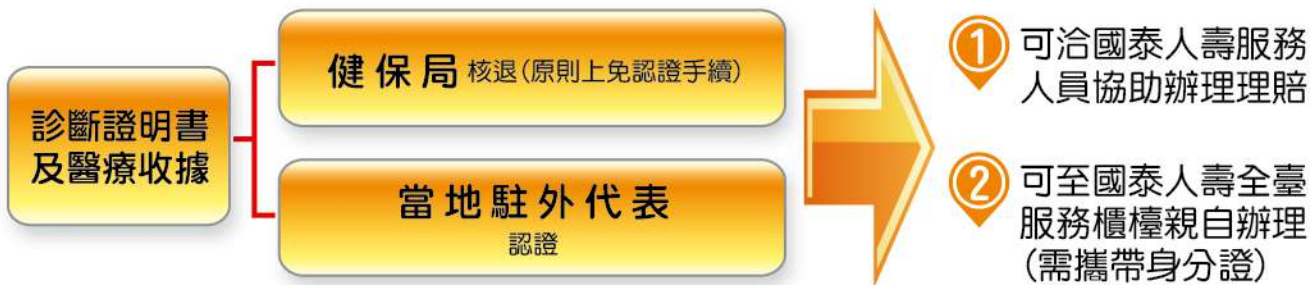 診斷證明書
及醫療收據
健保局 核退(原則上免認證手續)
當地駐外代表
認證
① 可洽國泰人壽服務
人員協助辦理理賠
② 可至國泰人壽全臺
服務櫃檯親自辦理
(需攜帶身分證)